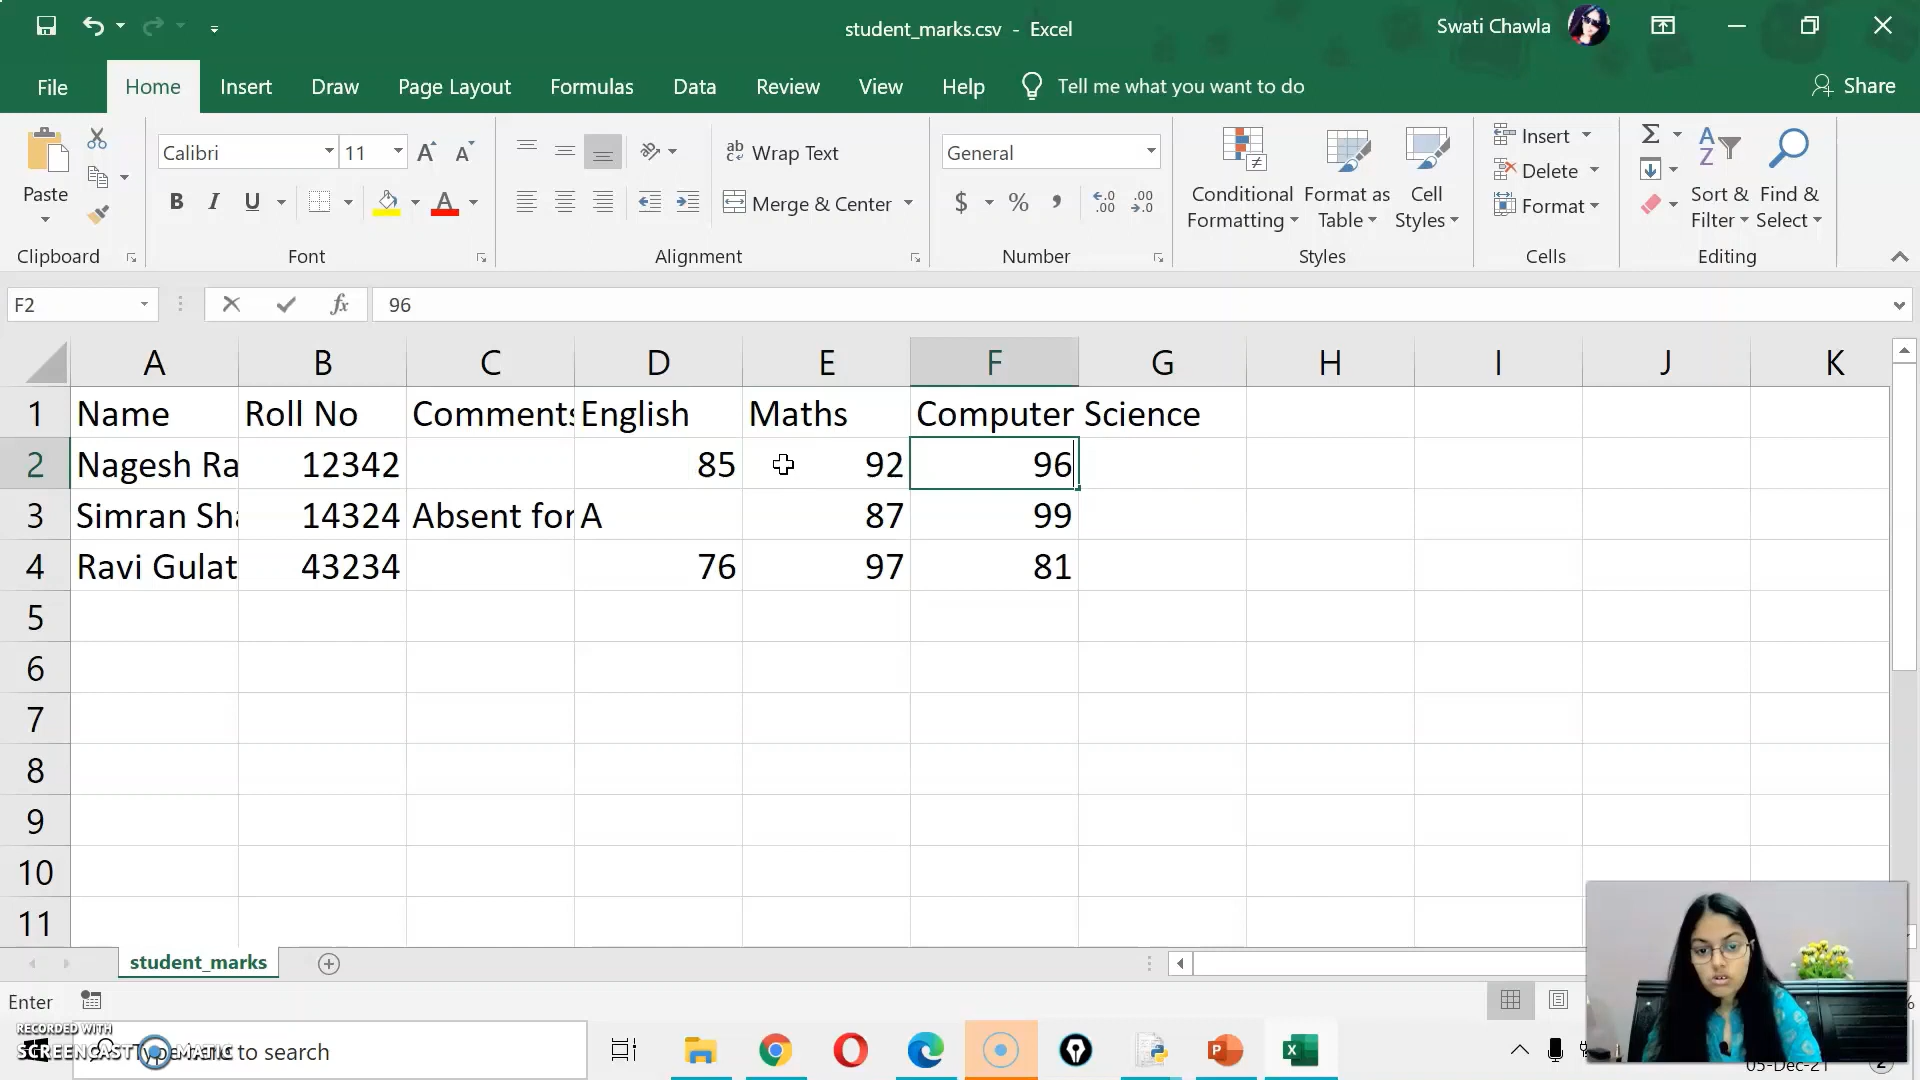 student_marks.csv - Excel
Swati Chawla
File Home Insert Draw Page Layout Formulas Data Review View Help Tell me what you want to do Share
Paste
Clipboard
Calibri 11
B I U A
Font
ab Wrap Text
Merge & Center
Alignment
General
$ % ,
Number
Conditional Formatting
Format as Table
Cell Styles
Styles
Insert
Delete
Format
Cells
Sort & Filter
Find & Select
Editing
F2 fx 96
A B C D E F G H I J K
1 Name Roll No Comments English Maths Computer Science
2 Nagesh Ra 12342 85 92 96
3 Simran Sha 14324 Absent for A 87 99
4 Ravi Gulat 43234 76 97 81
5
6
7
8
9
10
11
student_marks
Enter
RECORDED WITH
SCREENCAST MATIC
Type here to search
05-Dec-21